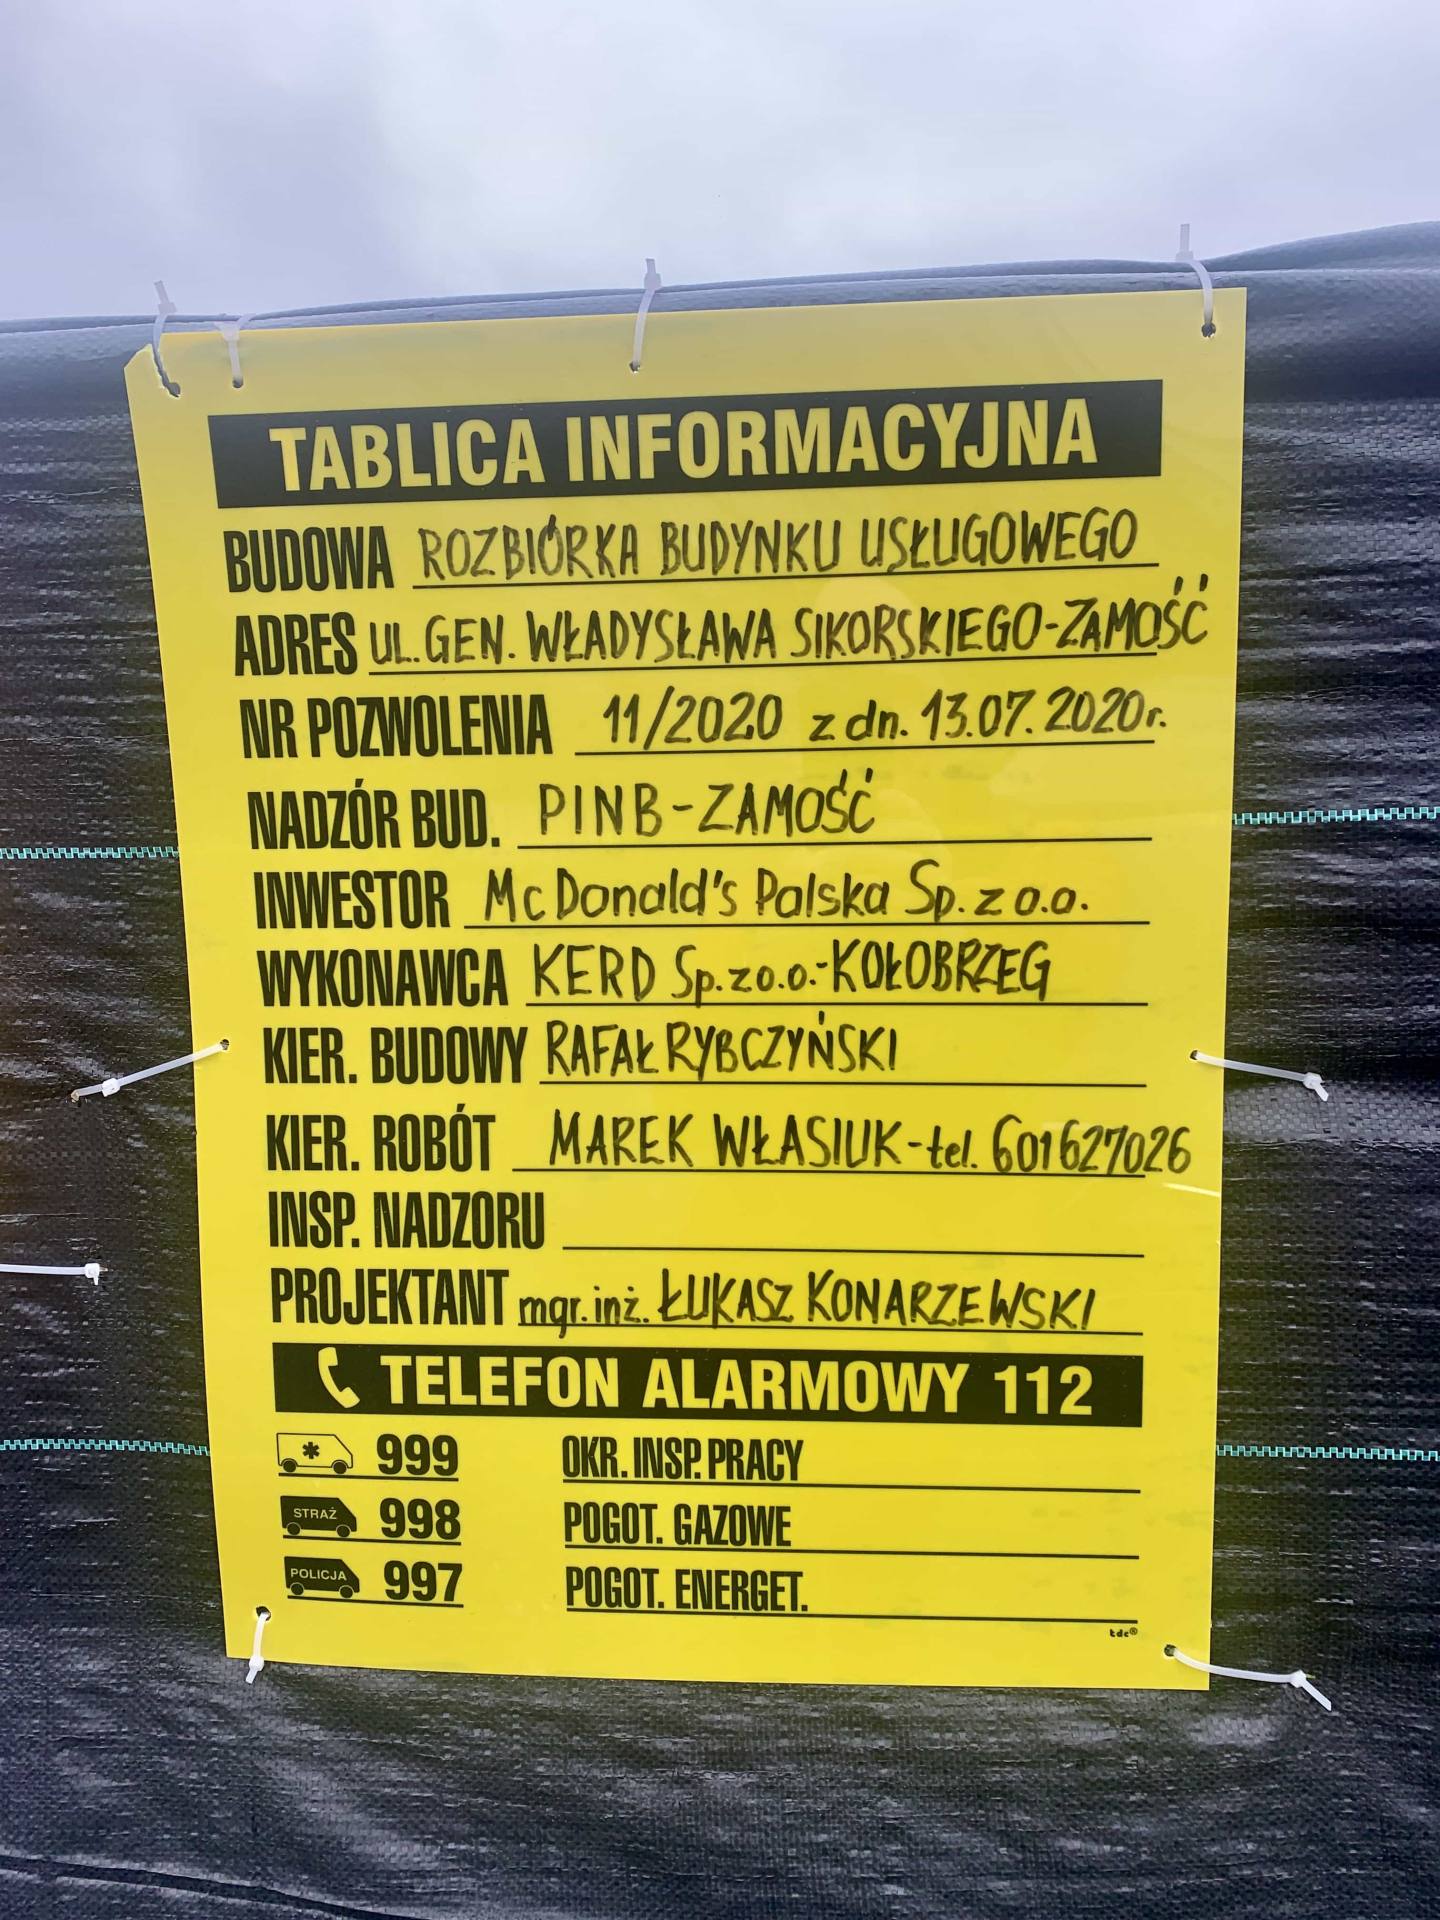 TABLICA INFORMACYJNA
BUDOWA ROZBIÓRKA BUDYNKU USŁUGOWEGO
ADRES UL. GEN. WŁADYSŁAWA SIKORSKIEGO-ZAMOŚĆ
NR POZWOLENIA 11/2020 z dn. 13.07.2020r.
NADZÓR BUD. PINB-ZAMOŚĆ
INWESTOR McDonald's Polska Sp. z o.o.
WYKONAWCA KERD Sp. z o.o.-KOŁOBRZEG
KIER. BUDOWY RAFAŁ RYBCZYŃSKI
KIER. ROBÓT MAREK WŁASIUK-tel. 601627026
INSP. NADZORU
PROJEKTANT mgr. inż. ŁUKASZ KONARZEWSKI
TELEFON ALARMOWY 112
999 OKR. INSP. PRACY
STRAŻ 998 POGOT. GAZOWE
POLICJA 997 POGOT. ENERGET.
tdc®